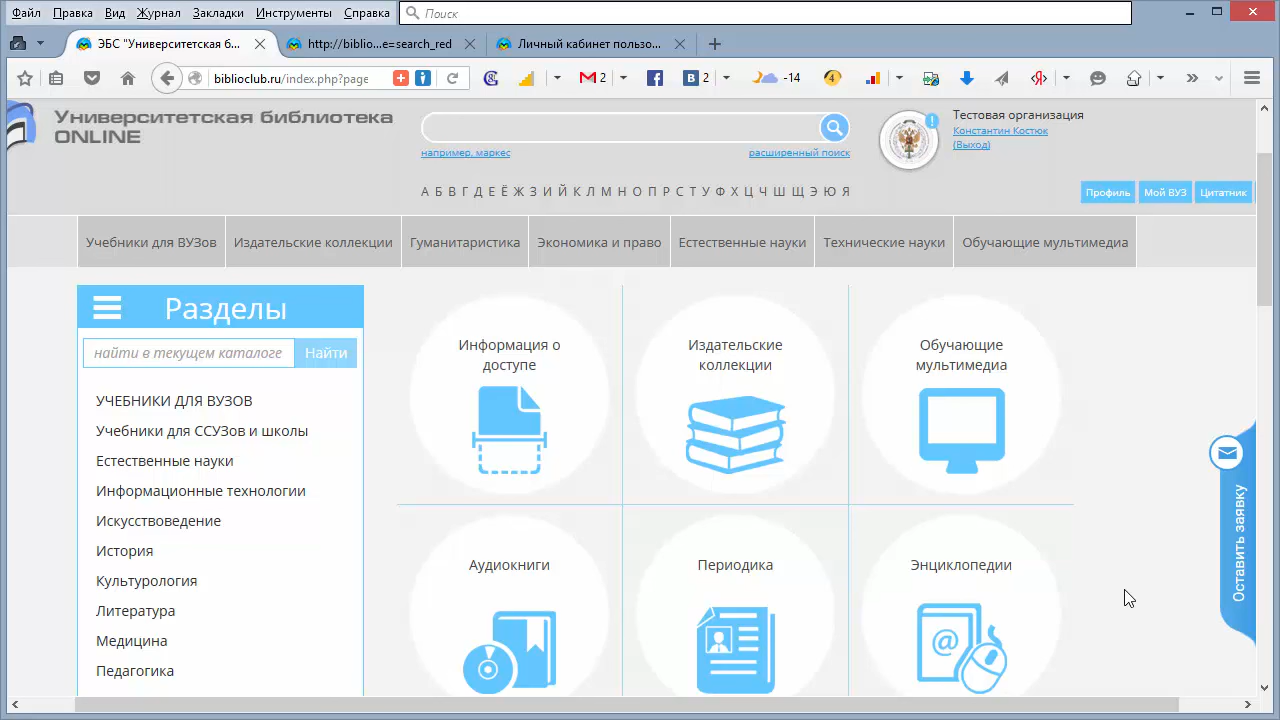 Файл Правка Вид Журнал Закладки Инструменты Справка Поиск
ЭБС "Университетская б... http://biblio...e=search_red Личный кабинет пользо...
biblioclub.ru/index.php?page 2 2 -14 4
Университетская библиотека
ONLINE
например, маркес расширенный поиск
А Б В Г Д Е Ё Ж З И Й К Л М Н О П Р С Т У Ф Х Ц Ч Ш Щ Э Ю Я
Тестовая организация
Константин Костюк
(Выход)
Профиль Мой ВУЗ Цитатник
Учебники для ВУЗов Издательские коллекции Гуманитаристика Экономика и право Естественные науки Технические науки Обучающие мультимедиа
Разделы
найти в текущем каталоге Найти
УЧЕБНИКИ ДЛЯ ВУЗОВ
Учебники для ССУЗов и школы
Естественные науки
Информационные технологии
Искусствоведение
История
Культурология
Литература
Медицина
Педагогика
Информация о
доступе
Издательские
коллекции
Обучающие
мультимедиа
Аудиокниги
Периодика
Энциклопедии
Оставить заявку